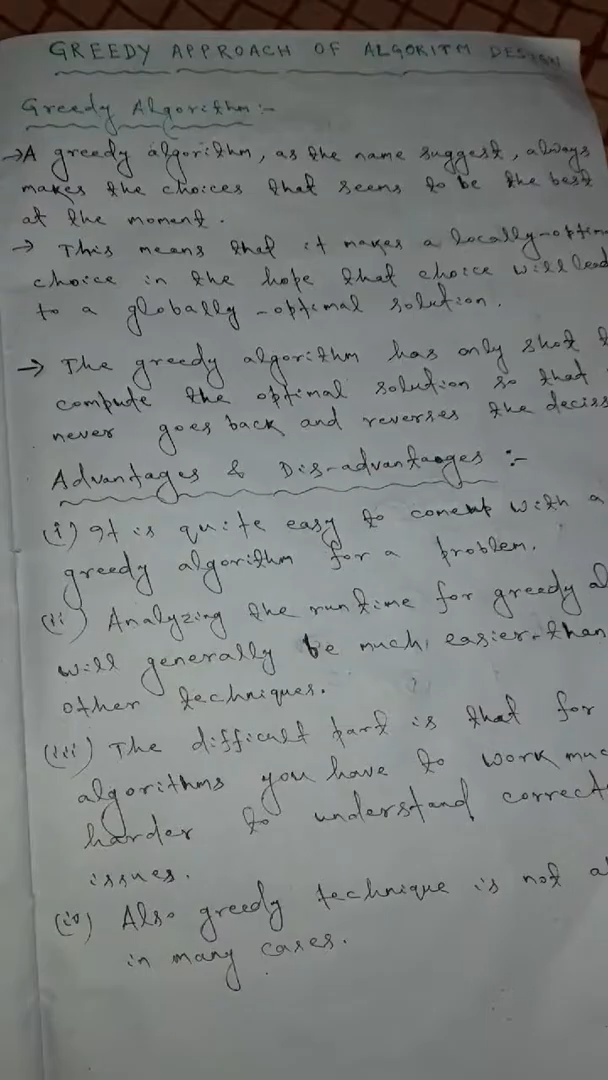 GREEDY APPROACH OF ALGORITM DESIGN
Greedy Algorithm:-
→A greedy algorithm, as the name suggest, always
makes the choices that seems to be the best
at the moment.
→ This means that it makes a locally-optim
choice in the hope that choice will lead
to a globally-optimal solution.
→ The greedy algorithm has only shot t
compute the optimal solution so that
never goes back and reverses the deciss
Advantages & Dis-advantages :-
(i) It is quite easy to come up with a
greedy algorithm for a problem.
(ii) Analyzing the runtime for greedy al
will generally be much, easier than
other techniques.
(iii) The difficult part is that for
algorithms you have to work muc
harder to understand correct
issues.
(iv) Also greedy technique is not a
in many cases.